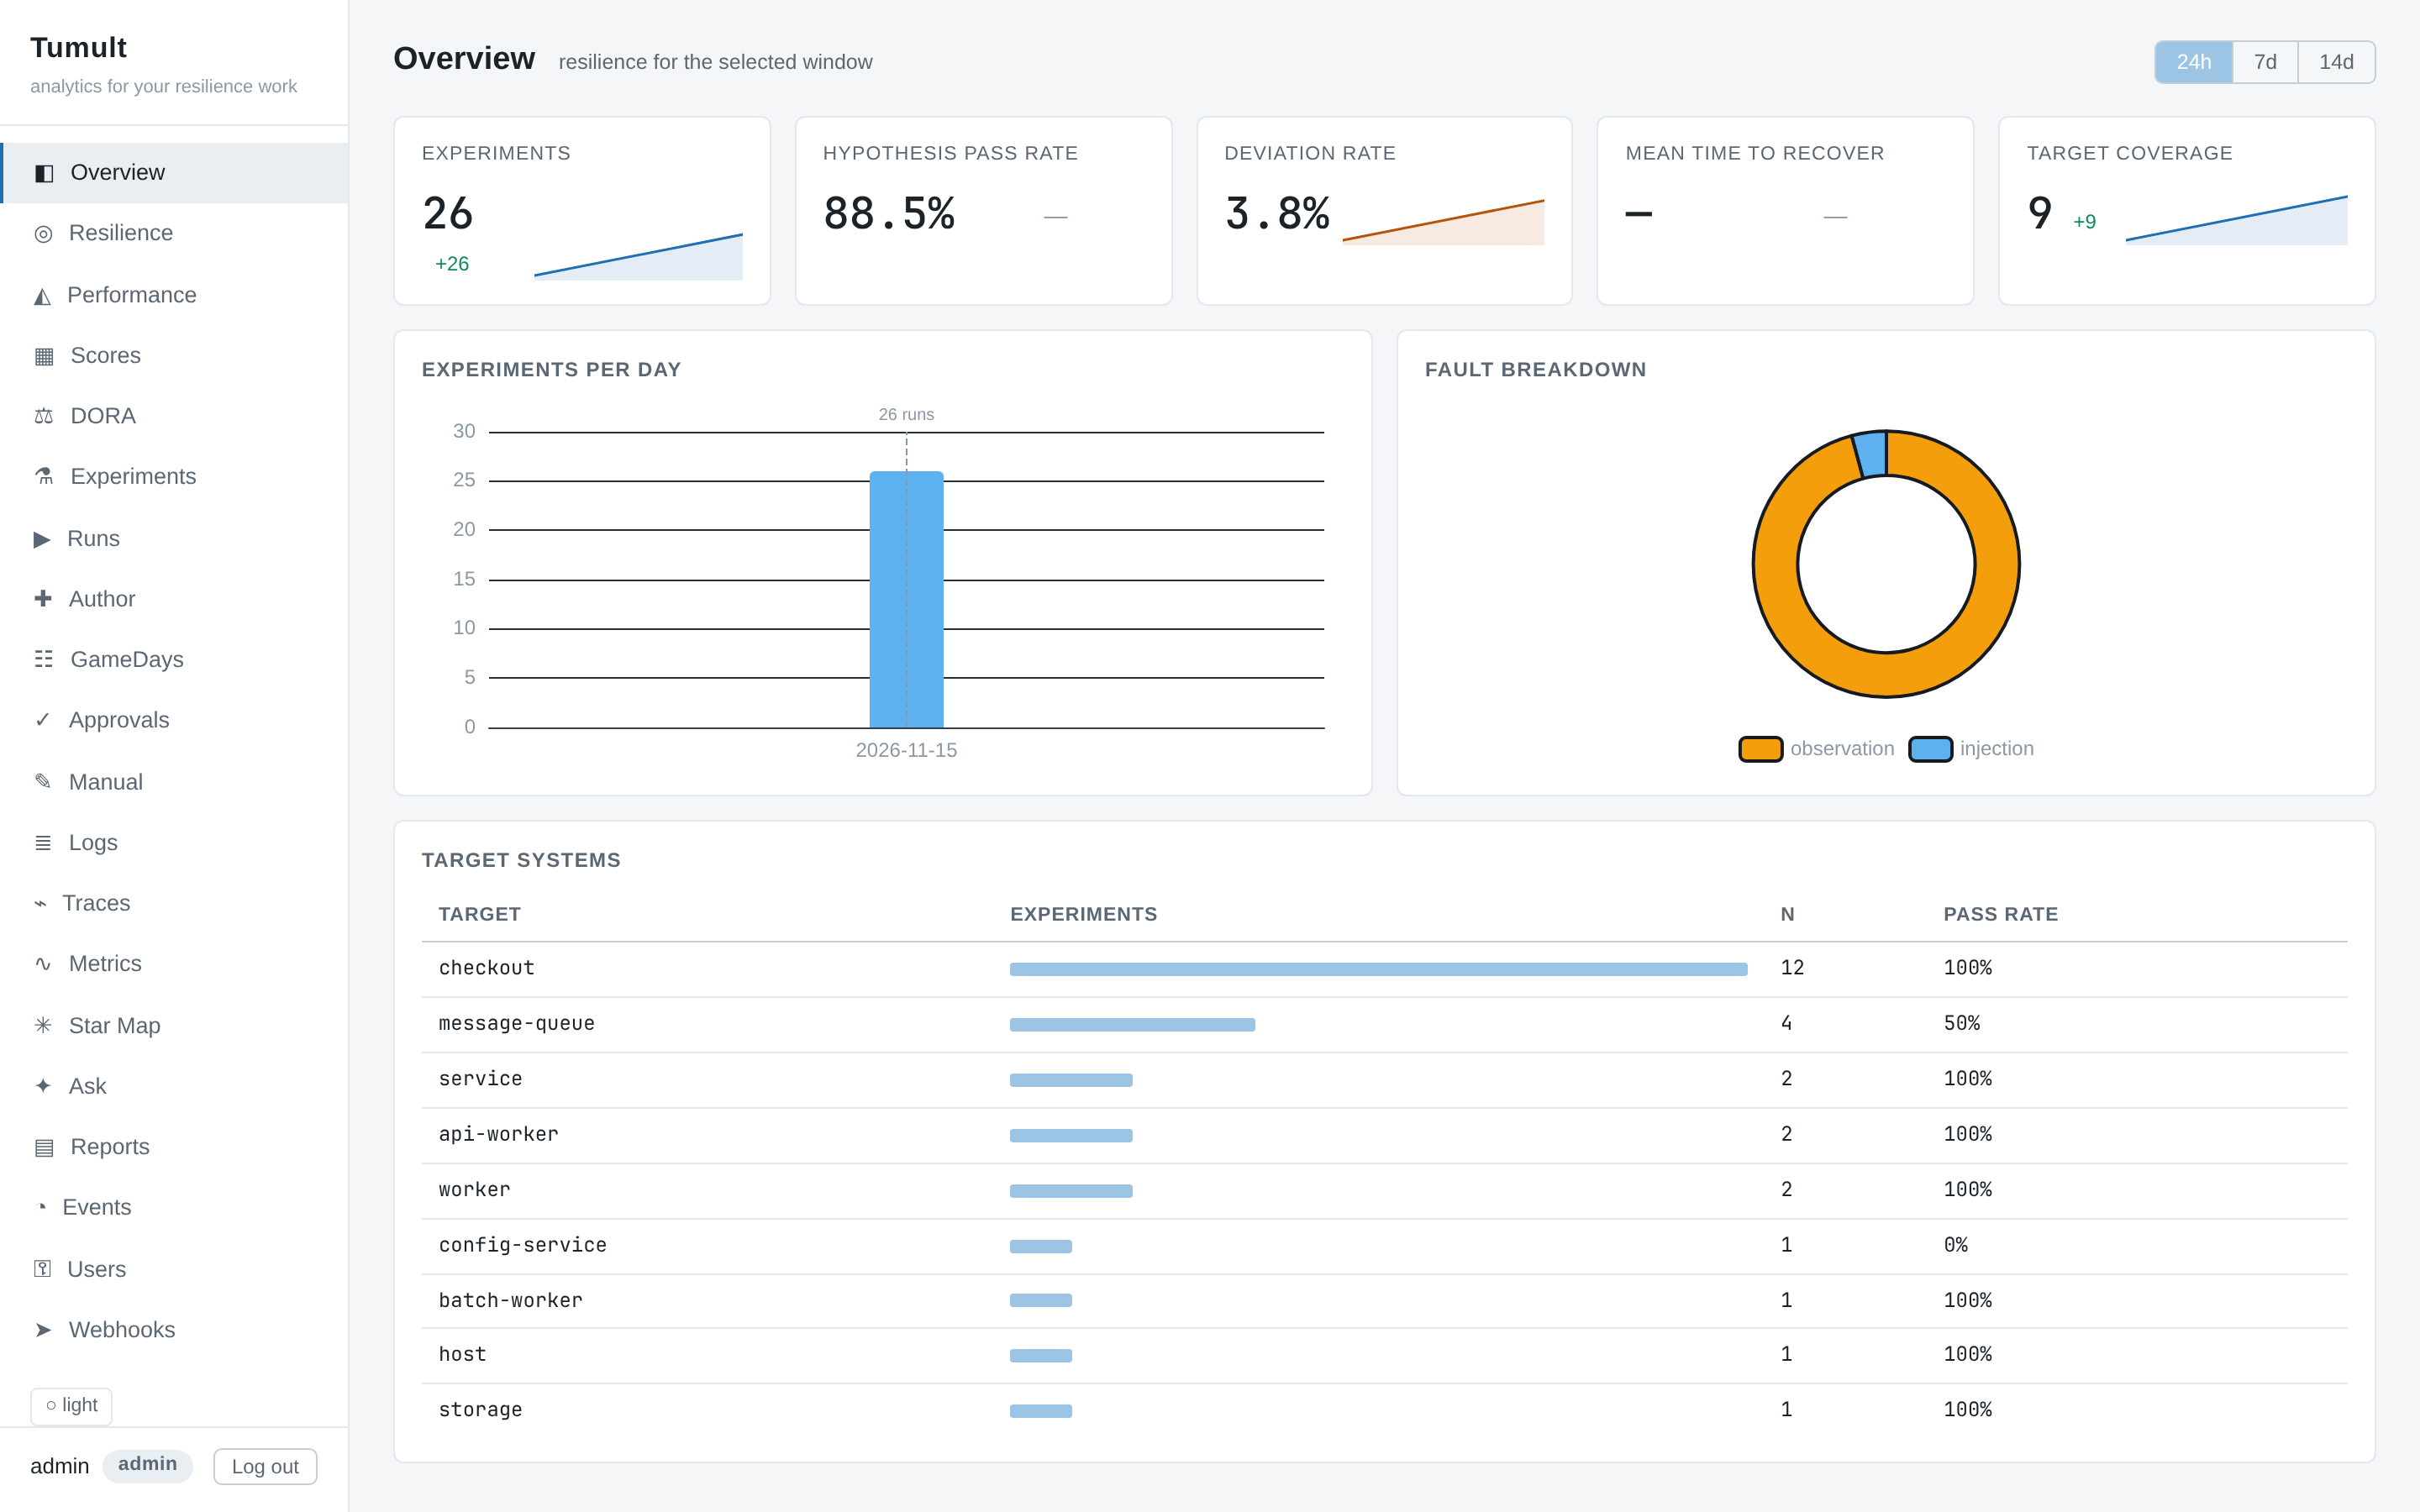 Tumult
analytics for your resilience work
Overview
Resilience
Performance
Scores
DORA
Experiments
Runs
Author
GameDays
Approvals
Manual
Logs
Traces
Metrics
Star Map
Ask
Reports
Events
Users
Webhooks
light
admin admin Log out
Overview resilience for the selected window
24h 7d 14d
EXPERIMENTS
26
+26
HYPOTHESIS PASS RATE
88.5% —
DEVIATION RATE
3.8%
MEAN TIME TO RECOVER
— —
TARGET COVERAGE
9 +9
EXPERIMENTS PER DAY
26 runs
30
25
20
15
10
5
0
2026-11-15
FAULT BREAKDOWN
observation injection
TARGET SYSTEMS
TARGET EXPERIMENTS N PASS RATE
checkout 12 100%
message-queue 4 50%
service 2 100%
api-worker 2 100%
worker 2 100%
config-service 1 0%
batch-worker 1 100%
host 1 100%
storage 1 100%